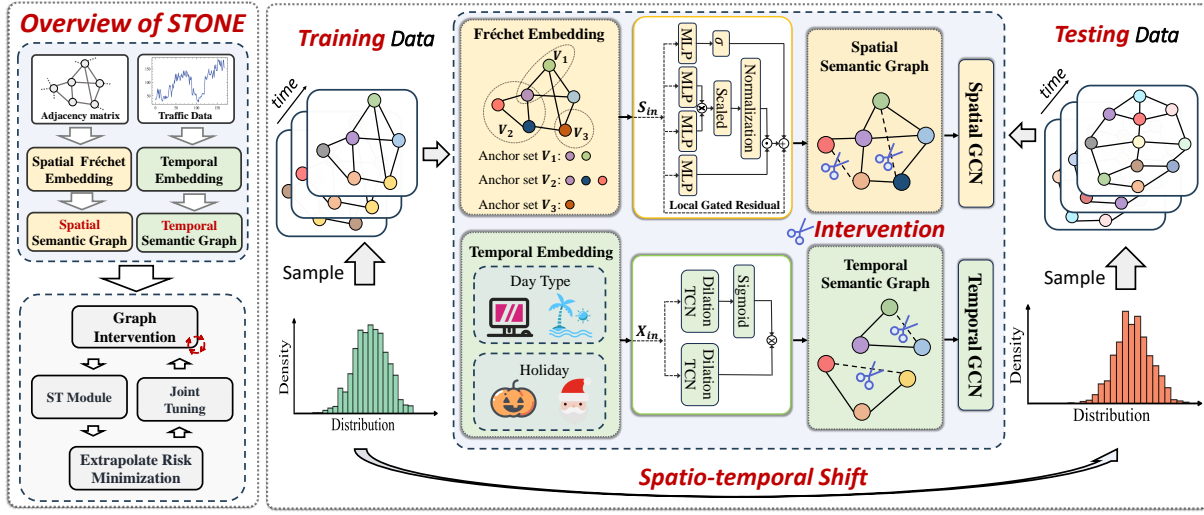 Overview of STONE
Adjacency matrix
Traffic Data
Spatial Fréchet
Embedding
Temporal
Embedding
Spatial
Semantic Graph
Temporal
Semantic Graph
Graph
Intervention
ST Module
Joint
Tuning
Extrapolate Risk
Minimization
Training Data
time
Sample
Density
Distribution
Fréchet Embedding
V1
V2
V3
Anchor set V1:
Anchor set V2:
Anchor set V3:
Sin
MLP
MLP
MLP
MLP
σ
Scaled
Normalization
Local Gated Residual
Spatial
Semantic Graph
Spatial GCN
Intervention
Temporal Embedding
Day Type
Holiday
Xin
Dilation
TCN
Dilation
TCN
Sigmoid
Temporal
Semantic Graph
Temporal GCN
Testing Data
time
Sample
Density
Distribution
Spatio-temporal Shift